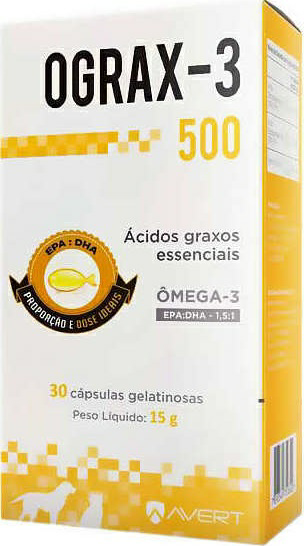 OGRAX-3
500
EPA : DHA
PROPORÇÃO E DOSE IDEAIS
Ácidos graxos
essenciais
ÔMEGA-3
EPA:DHA - 1,5:1
30 cápsulas gelatinosas
Peso Líquido: 15 g
AVERT